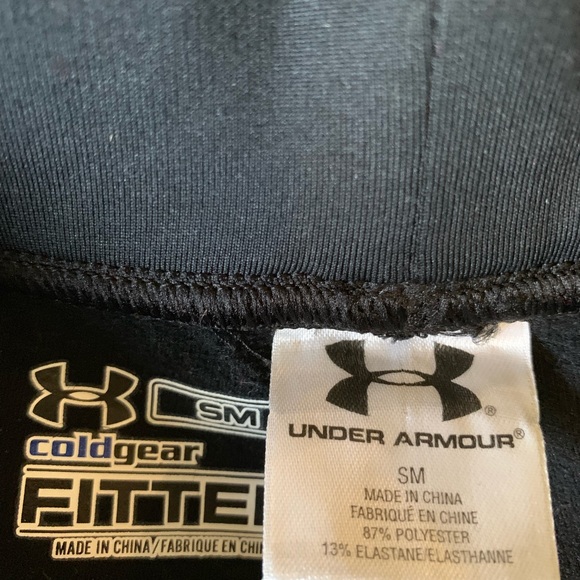 SM
coldgear
FITTE
MADE IN CHINA/FABRIQUE EN CHI
UNDER ARMOUR®
SM
MADE IN CHINA
FABRIQUÉ EN CHINE
87% POLYESTER
13% ELASTANE/ELASTHANNE